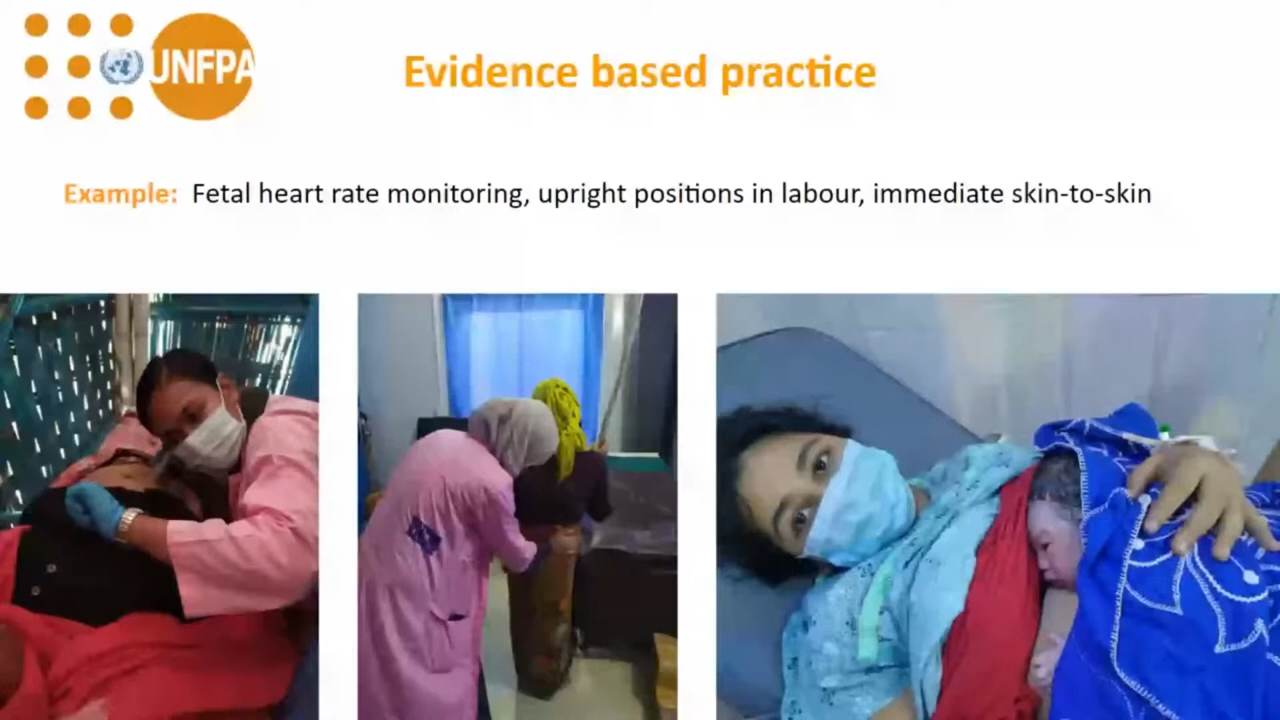 UNFPA
Evidence based practice
Example: Fetal heart rate monitoring, upright positions in labour, immediate skin-to-skin